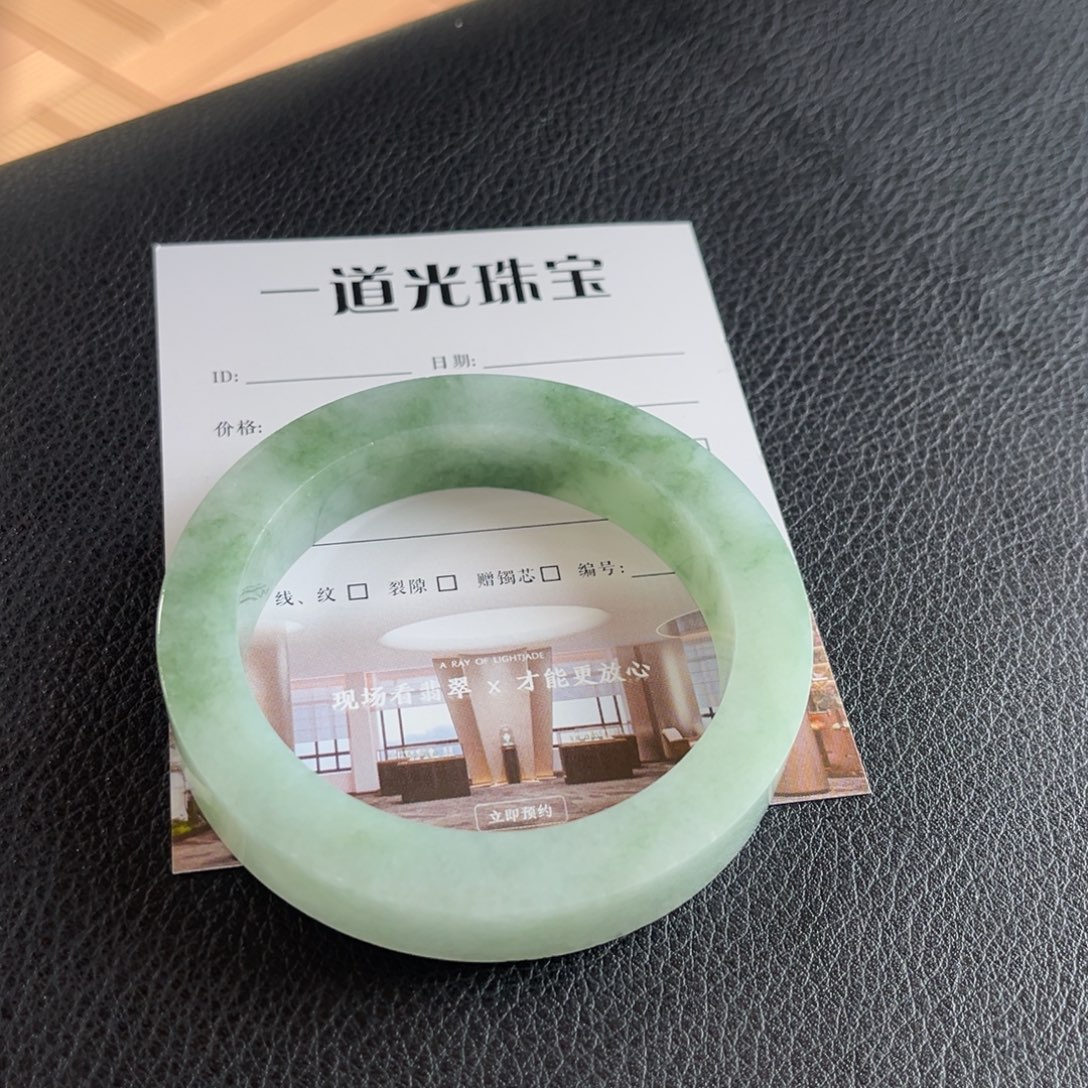 一道光珠宝
ID: 日期:
价格:
线、纹 裂隙 赠镯芯 编号:
A RAY OF LIGHTJADE
现场看翡翠 x 才能更放心
立即预约